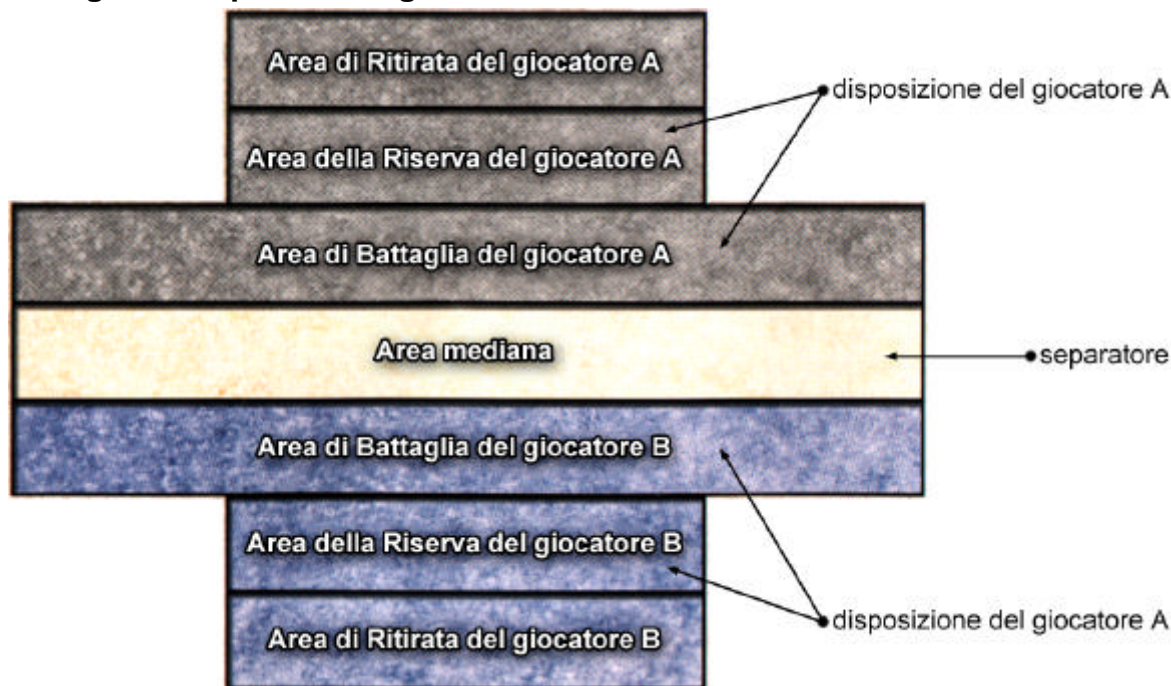 Area di Ritirata del giocatore A
disposizione del giocatore A
Area della Riserva del giocatore A
Area di Battaglia del giocatore A
Area mediana
separatore
Area di Battaglia del giocatore B
Area della Riserva del giocatore B
disposizione del giocatore A
Area di Ritirata del giocatore B